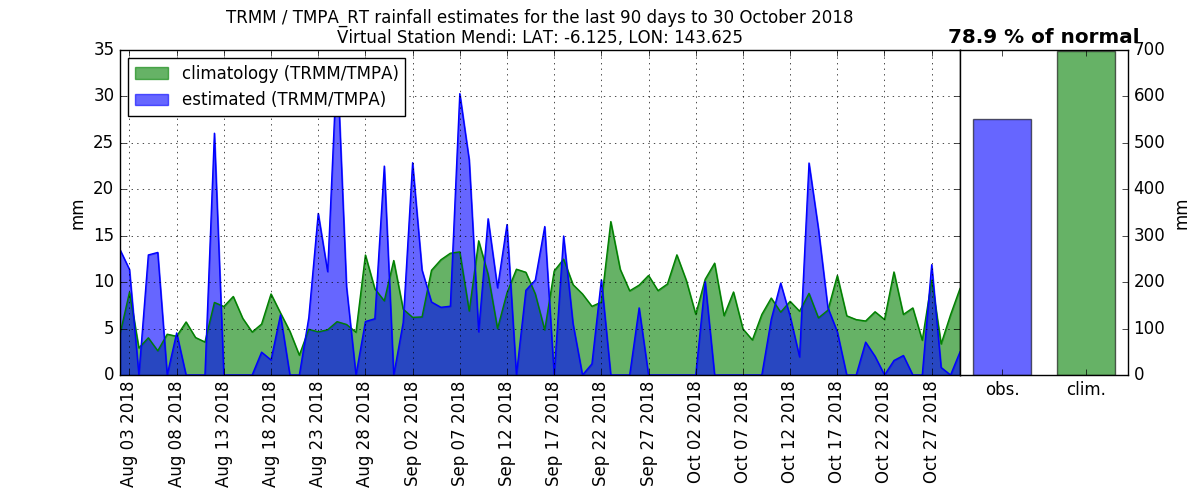 TRMM / TMPA_RT rainfall estimates for the last 90 days to 30 October 2018
Virtual Station Mendi: LAT: -6.125, LON: 143.625
78.9 % of normal
climatology (TRMM/TMPA)
estimated (TRMM/TMPA)
mm
35
30
25
20
15
10
5
0
Aug 03 2018
Aug 08 2018
Aug 13 2018
Aug 18 2018
Aug 23 2018
Aug 28 2018
Sep 02 2018
Sep 07 2018
Sep 12 2018
Sep 17 2018
Sep 22 2018
Sep 27 2018
Oct 02 2018
Oct 07 2018
Oct 12 2018
Oct 17 2018
Oct 22 2018
Oct 27 2018
obs.
clim.
700
600
500
400
300
200
100
0
mm